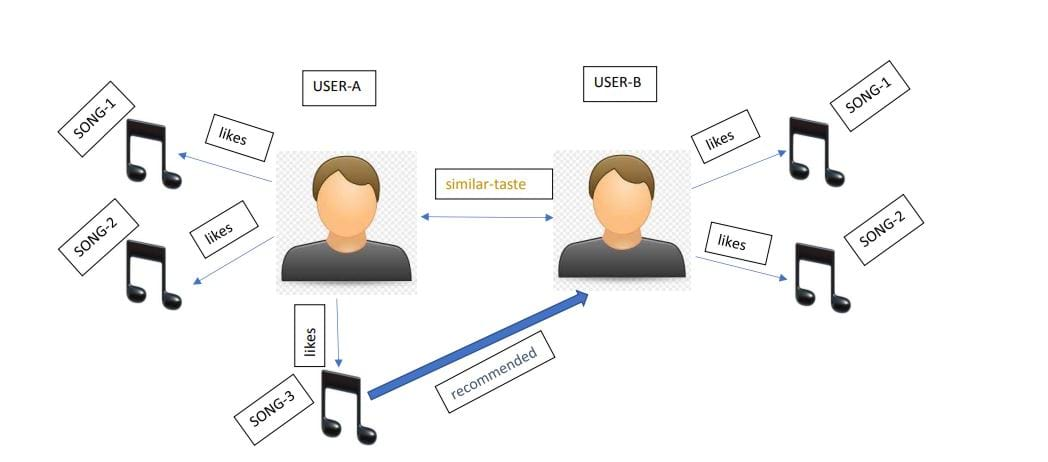 USER-A
USER-B
SONG-1
likes
likes
SONG-1
similar-taste
SONG-2
likes
likes
SONG-2
likes
recommended
SONG-3